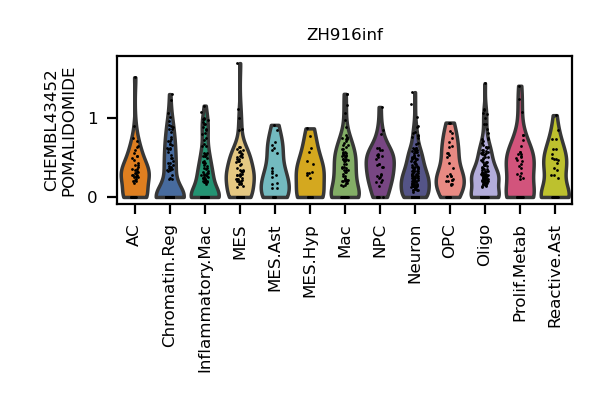 ZH916inf
CHEMBL43452
POMALIDOMIDE
1
0
AC
Chromatin.Reg
Inflammatory.Mac
MES
MES.Ast
MES.Hyp
Mac
NPC
Neuron
OPC
Oligo
Prolif.Metab
Reactive.Ast